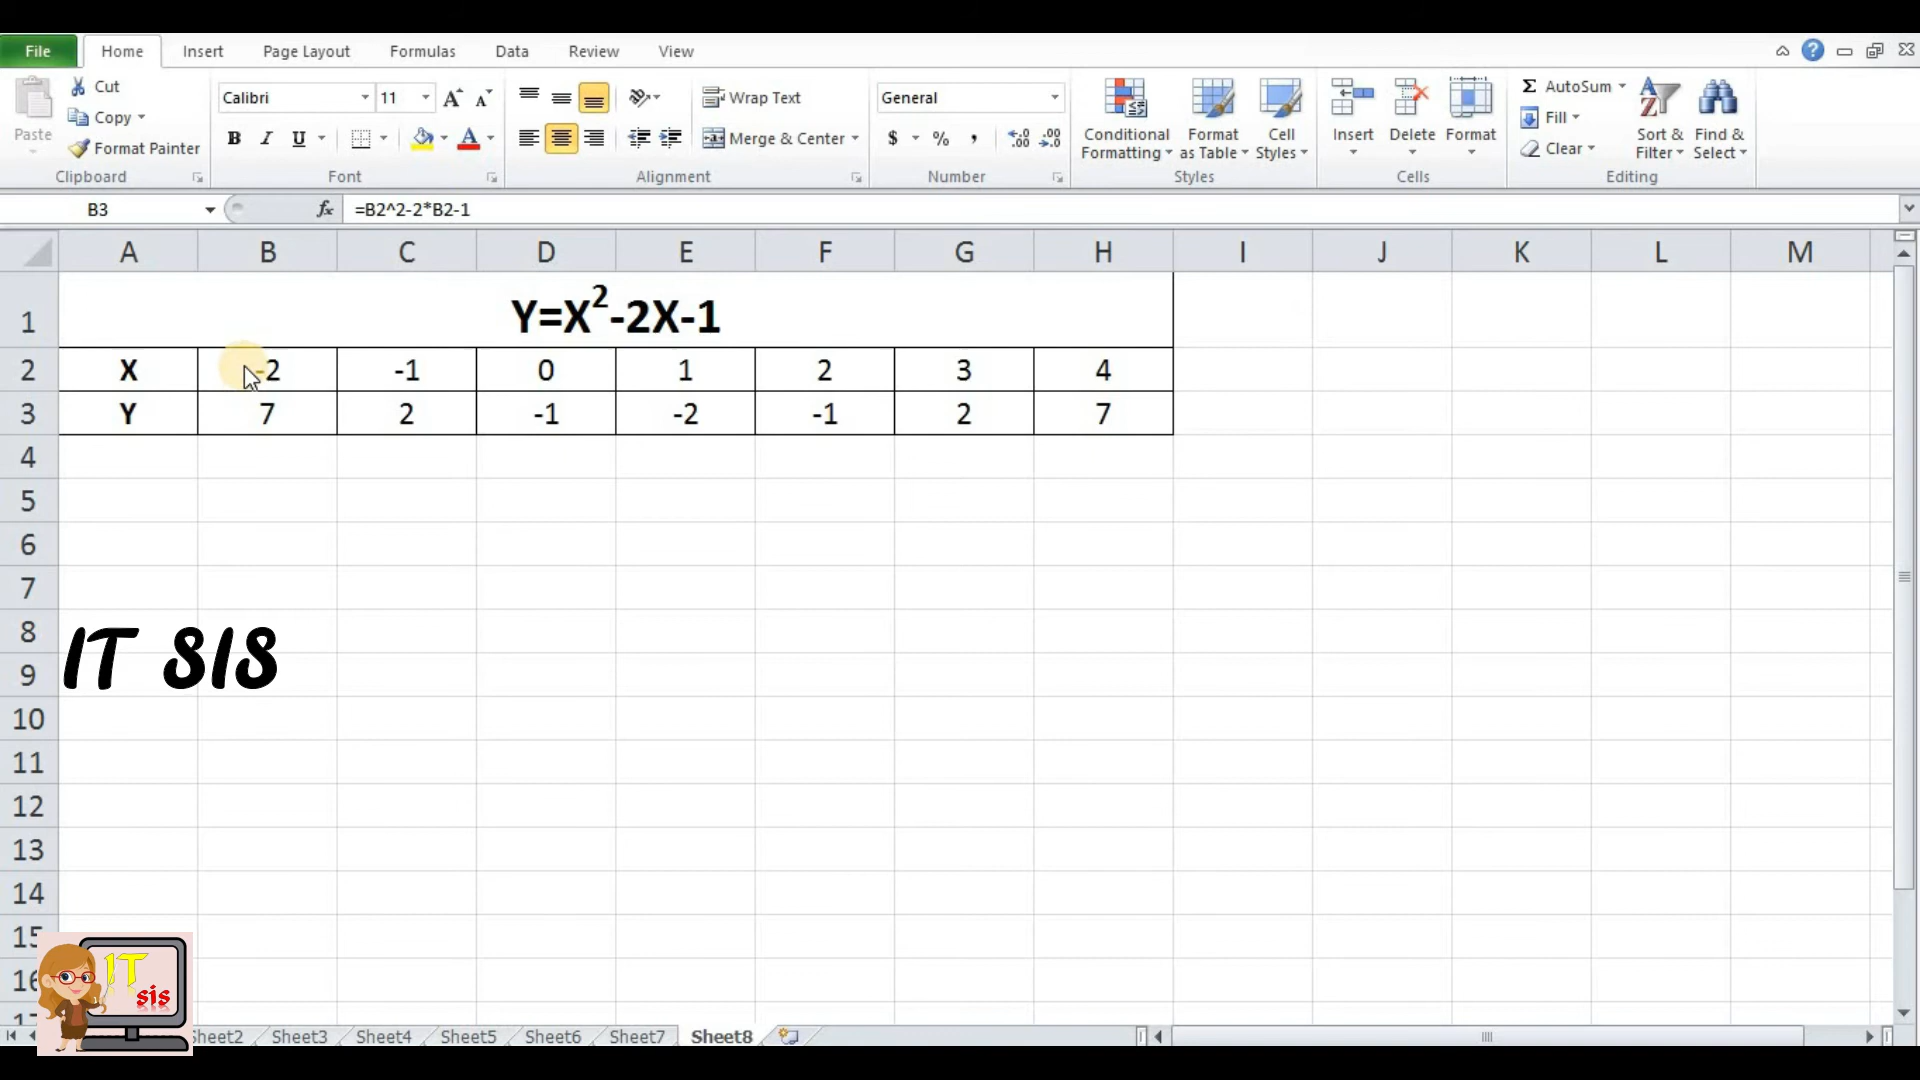 File Home Insert Page Layout Formulas Data Review View
Cut
Copy
Format Painter
Paste
Clipboard
Calibri 11
B I U A
Font
Wrap Text
Merge & Center
Alignment
General
$ % ,
Number
Conditional Formatting
Format as Table
Cell Styles
Styles
Insert Delete Format
Cells
Σ AutoSum
Fill
Clear
Sort & Filter
Find & Select
Editing
B3 fx =B2^2-2*B2-1
A B C D E F G H I J K L M
1 Y=X²-2X-1
2 X -2 -1 0 1 2 3 4
3 Y 7 2 -1 -2 -1 2 7
4
5
6
7
8
9
IT SIS
10
11
12
13
14
15
16
17
IT
sis
Sheet2 Sheet3 Sheet4 Sheet5 Sheet6 Sheet7 Sheet8